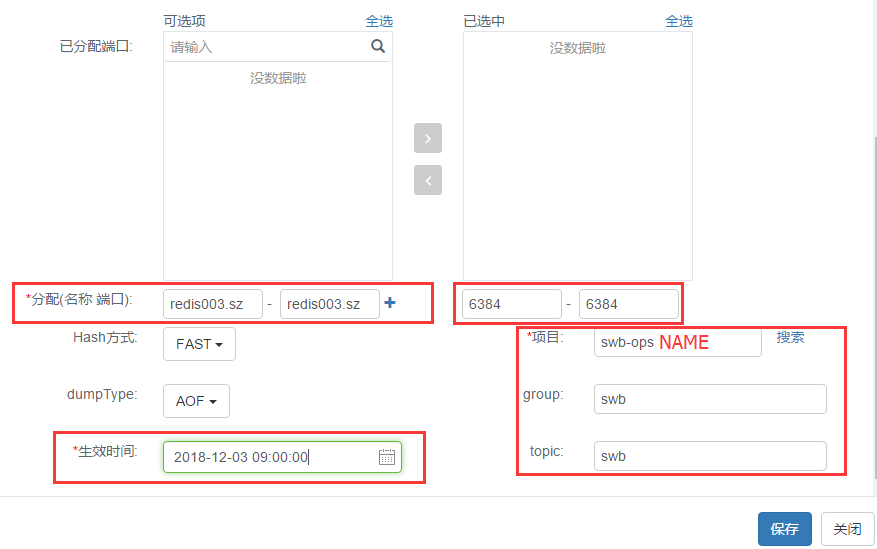 可选项 全选 已选中 全选
已分配端口: 请输入 没数据啦
没数据啦
*分配(名称 端口): redis003.sz - redis003.sz 6384 - 6384
Hash方式: FAST *项目: swb-ops NAME 搜索
dumpType: AOF group: swb
*生效时间: 2018-12-03 09:00:00 topic: swb
保存 关闭